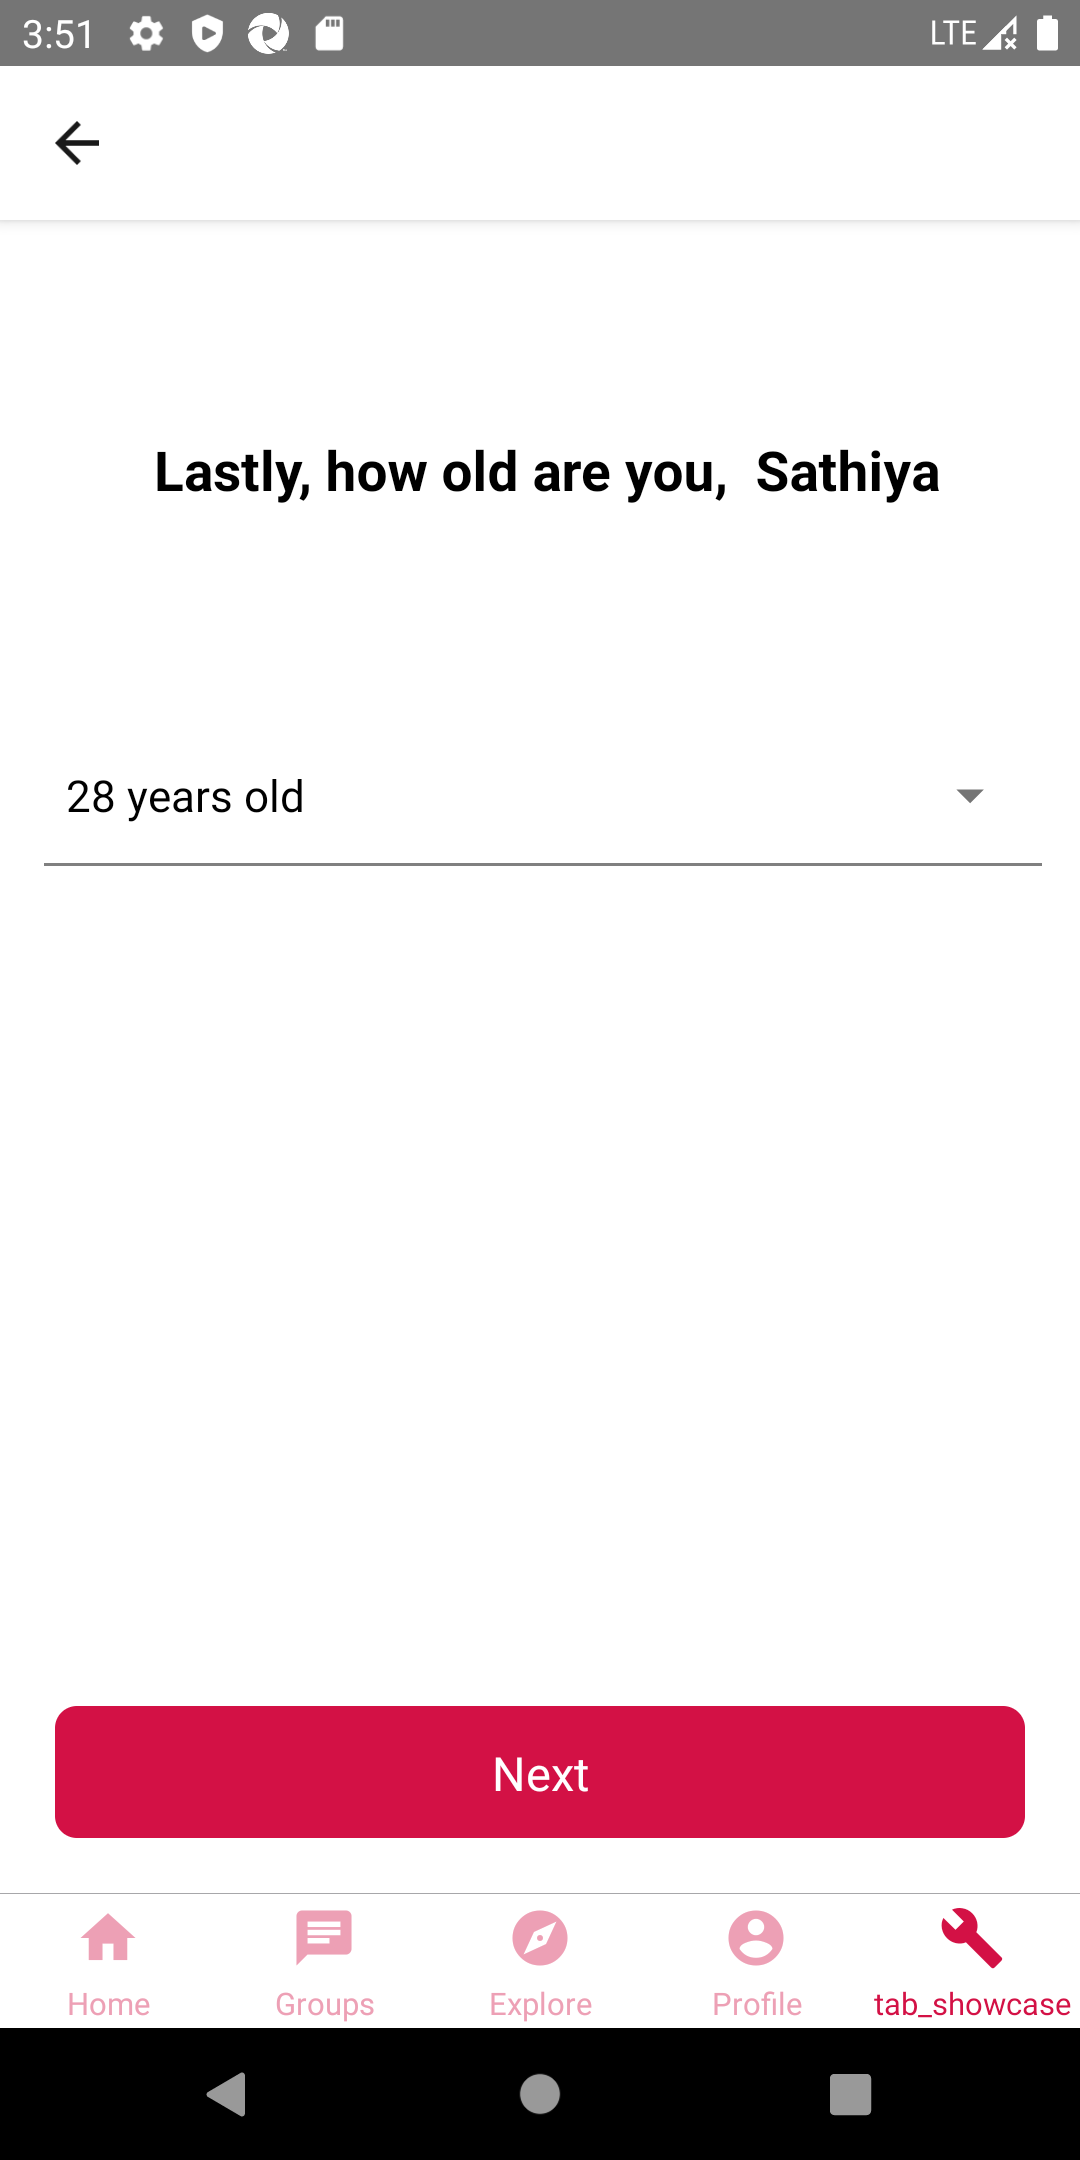 3:51 LTE
Lastly, how old are you, Sathiya
28 years old
Next
Home Groups Explore Profile tab_showcase